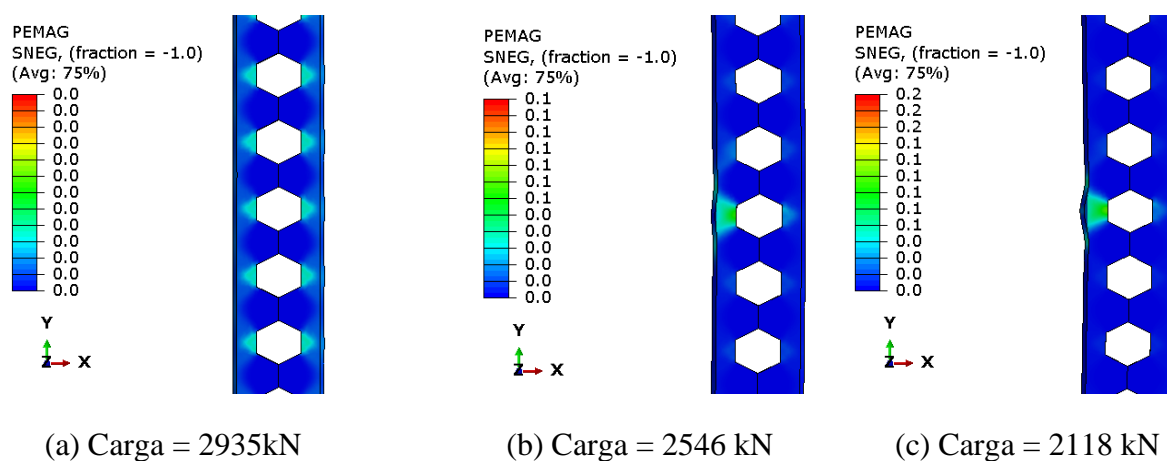 PEMAG
SNEG, (fraction = -1.0)
(Avg: 75%)
0.0
0.0
0.0
0.0
0.0
0.0
0.0
0.0
0.0
0.0
0.0
0.0
0.0
Y
Z
X
(a) Carga = 2935kN
PEMAG
SNEG, (fraction = -1.0)
(Avg: 75%)
0.1
0.1
0.1
0.1
0.1
0.1
0.1
0.0
0.0
0.0
0.0
0.0
0.0
Y
Z
X
(b) Carga = 2546 kN
PEMAG
SNEG, (fraction = -1.0)
(Avg: 75%)
0.2
0.2
0.1
0.1
0.1
0.1
0.1
0.1
0.1
0.0
0.0
0.0
0.0
Y
Z
X
(c) Carga = 2118 kN